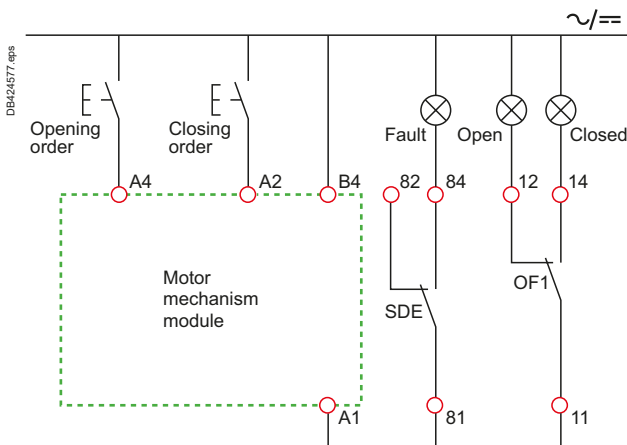 ~/⎓
DB424577.eps
Opening
order
Closing
order
Fault
Open
Closed
A4
A2
B4
82
84
12
14
Motor
mechanism
module
SDE
OF1
A1
81
11